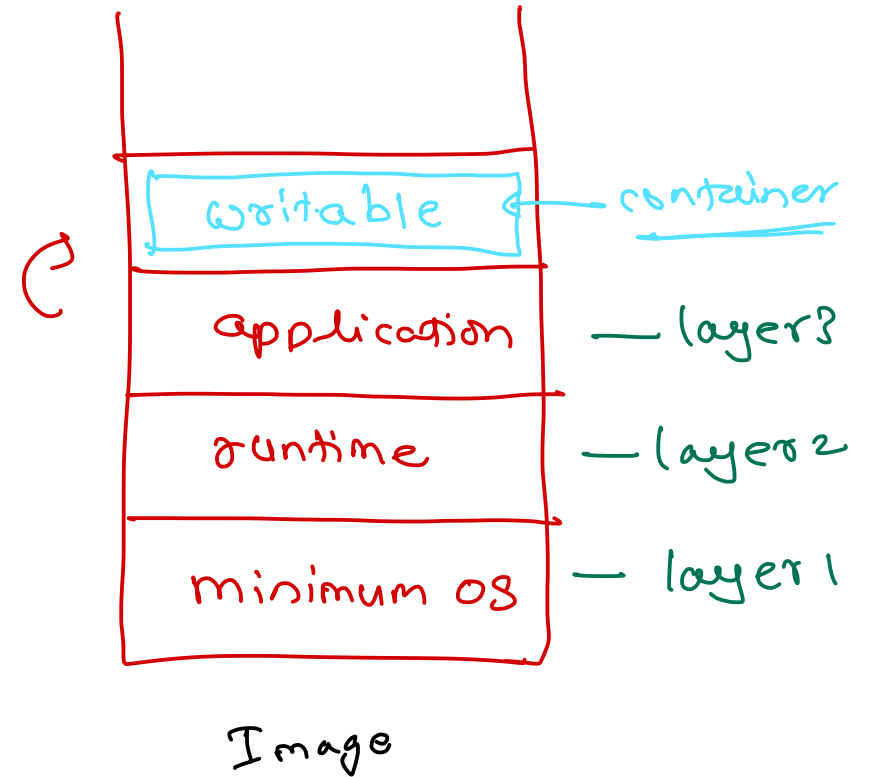 writable
container
application
layer3
runtime
layer2
minimum os
layer1
Image